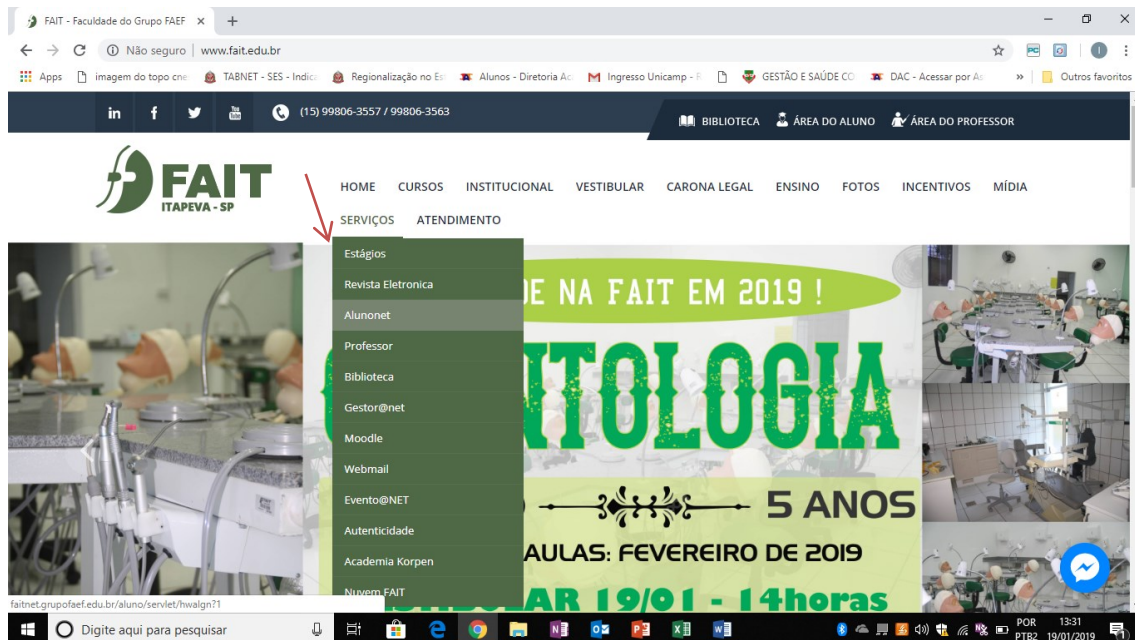 FAIT - Faculdade do Grupo FAEF
Não seguro | www.fait.edu.br
Apps imagem do topo cne TABNET - SES - Indic Regionalização no Es Alunos - Diretoria Ac Ingresso Unicamp - GESTÃO E SAÚDE CO DAC - Acessar por A » Outros favoritos
in f You Tube (15) 99806-3557 / 99806-3563
BIBLIOTECA ÁREA DO ALUNO ÁREA DO PROFESSOR
FAIT
ITAPEVA - SP
HOME CURSOS INSTITUCIONAL VESTIBULAR CARONA LEGAL ENSINO FOTOS INCENTIVOS MÍDIA
SERVIÇOS ATENDIMENTO
Estágios
Revista Eletronica
Alunonet
Professor
Biblioteca
Gestor@net
Moodle
Webmail
Evento@NET
Autenticidade
Academia Korpen
Nuvem FAIT
DE NA FAIT EM 2019 !
NTOLOGIA
5 ANOS
AULAS: FEVEREIRO DE 2019
AR 19/01 - 14horas
faitnet.grupofaef.edu.br/aluno/servlet/hwalgn?1
Digite aqui para pesquisar
POR
PTB2
13:31
19/01/2019